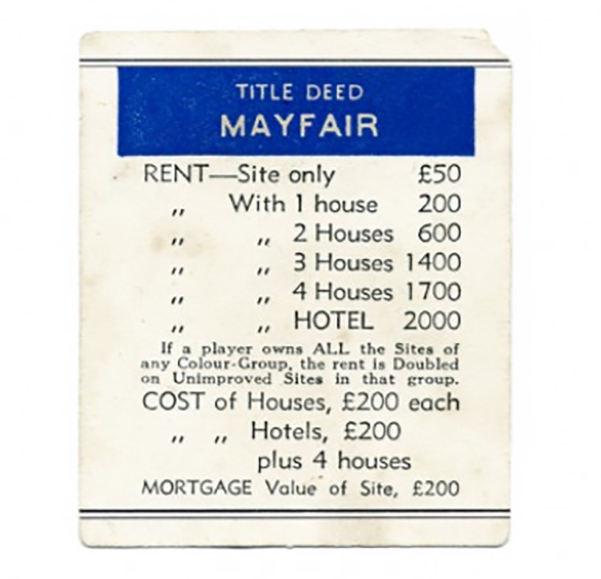 TITLE DEED
MAYFAIR
RENT—Site only £50
„ With 1 house 200
„ „ 2 Houses 600
„ „ 3 Houses 1400
„ „ 4 Houses 1700
„ „ HOTEL 2000
If a player owns ALL the Sites of
any Colour-Group, the rent is Doubled
on Unimproved Sites in that group.
COST of Houses, £200 each
„ „ Hotels, £200
plus 4 houses
MORTGAGE Value of Site, £200